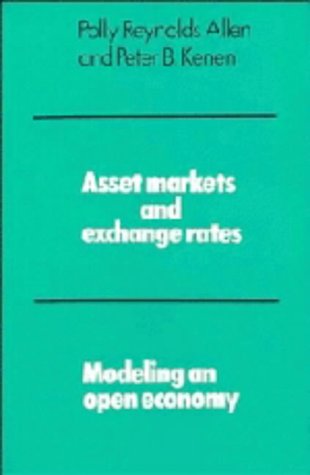 Polly Reynolds Allen
and Peter B. Kenen
Asset markets
and
exchange rates
Modeling an
open economy